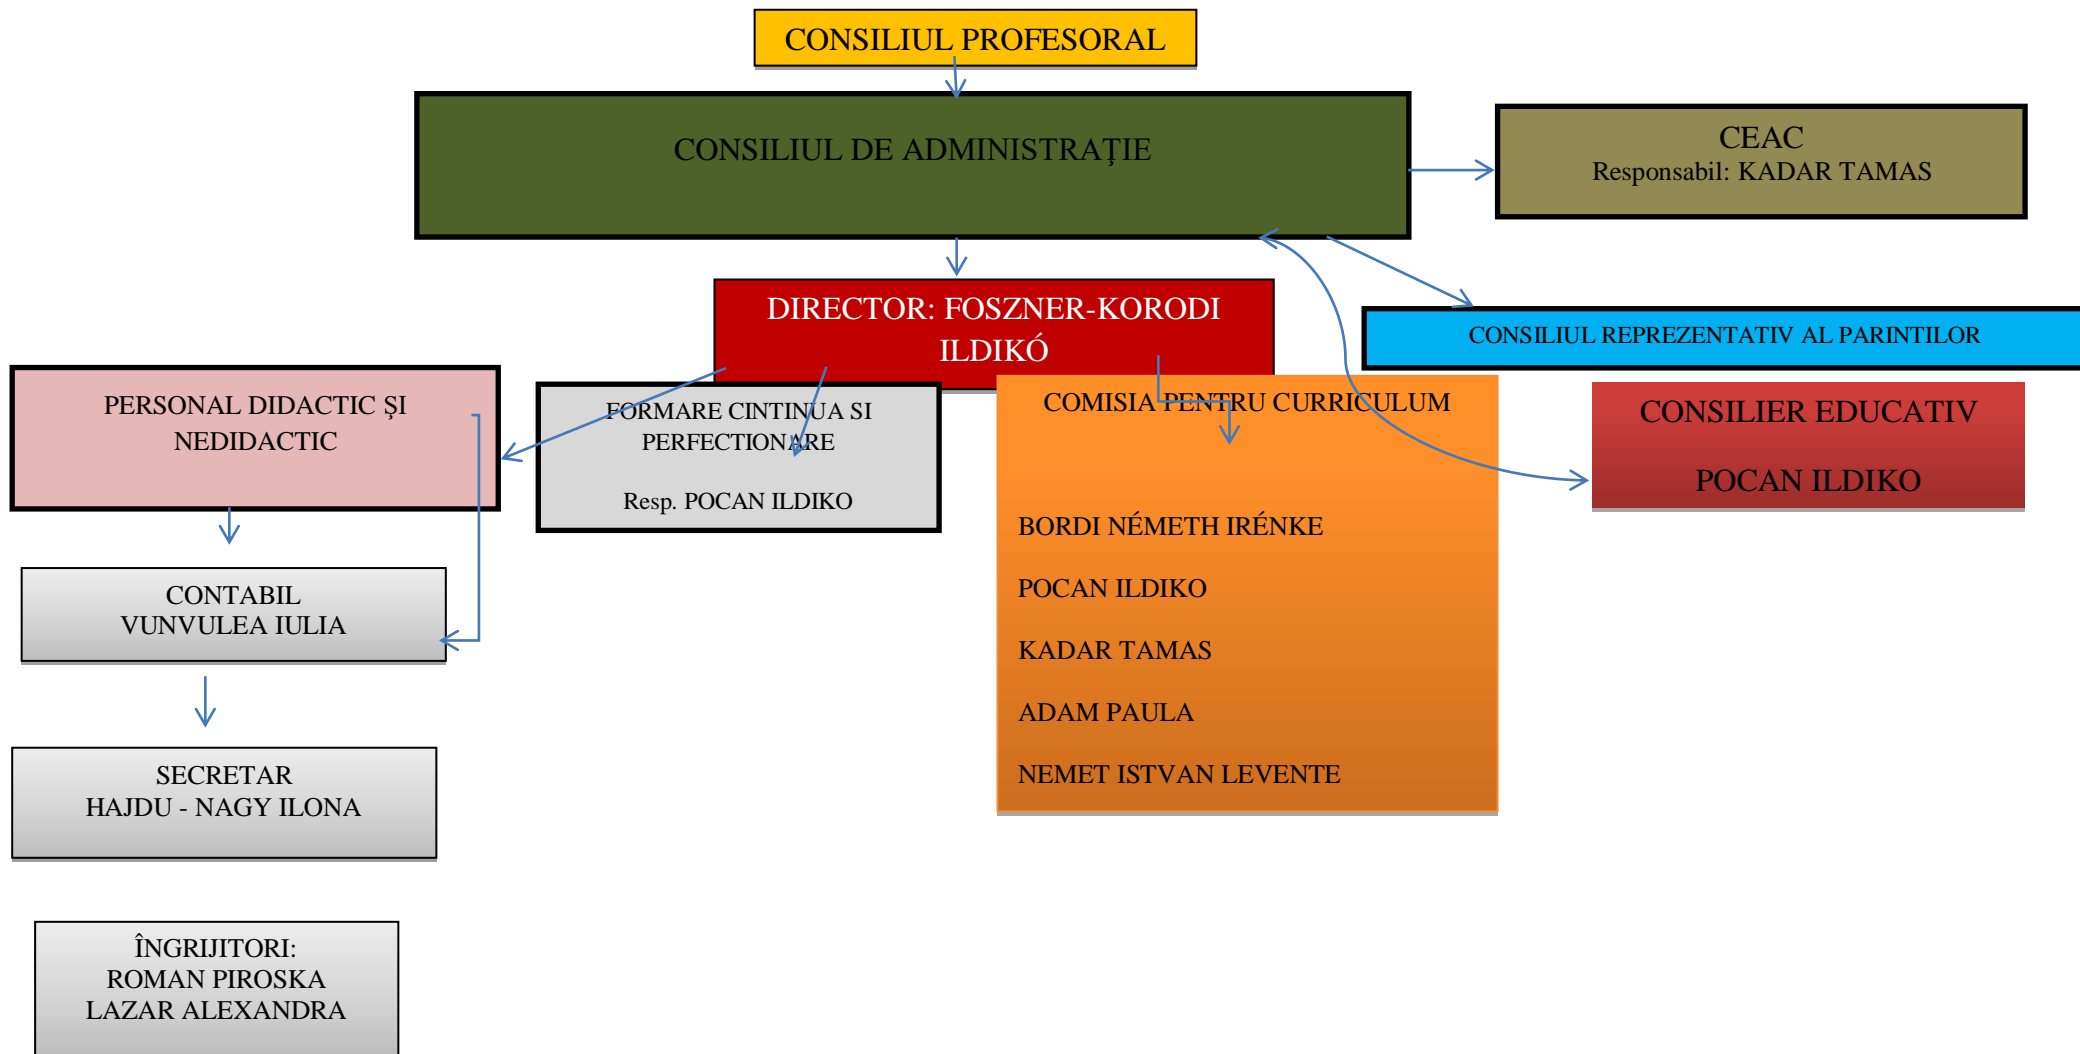 CONSILIUL PROFESORAL
CONSILIUL DE ADMINISTRAŢIE
CEAC
Responsabil: KADAR TAMAS
DIRECTOR: FOSZNER-KORODI
ILDIKÓ
CONSILIUL REPREZENTATIV AL PARINTILOR
PERSONAL DIDACTIC ŞI
NEDIDACTIC
FORMARE CINTINUA SI
PERFECTIONARE
Resp. POCAN ILDIKO
COMISIA PENTRU CURRICULUM
BORDI NÉMETH IRÉNKE
POCAN ILDIKO
KADAR TAMAS
ADAM PAULA
NEMET ISTVAN LEVENTE
CONSILIER EDUCATIV
POCAN ILDIKO
CONTABIL
VUNVULEA IULIA
SECRETAR
HAJDU - NAGY ILONA
ÎNGRIJITORI:
ROMAN PIROSKA
LAZAR ALEXANDRA